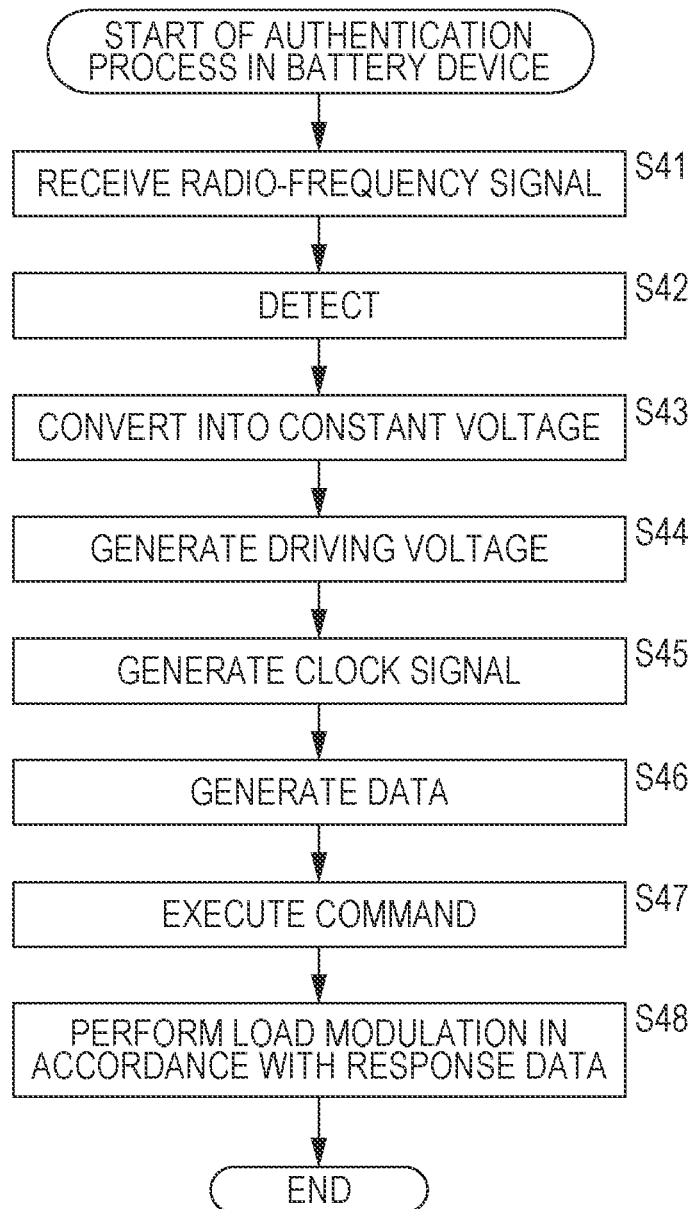 START OF AUTHENTICATION
PROCESS IN BATTERY DEVICE
RECEIVE RADIO-FREQUENCY SIGNAL
S41
DETECT
S42
CONVERT INTO CONSTANT VOLTAGE
S43
GENERATE DRIVING VOLTAGE
S44
GENERATE CLOCK SIGNAL
S45
GENERATE DATA
S46
EXECUTE COMMAND
S47
PERFORM LOAD MODULATION IN
ACCORDANCE WITH RESPONSE DATA
S48
END